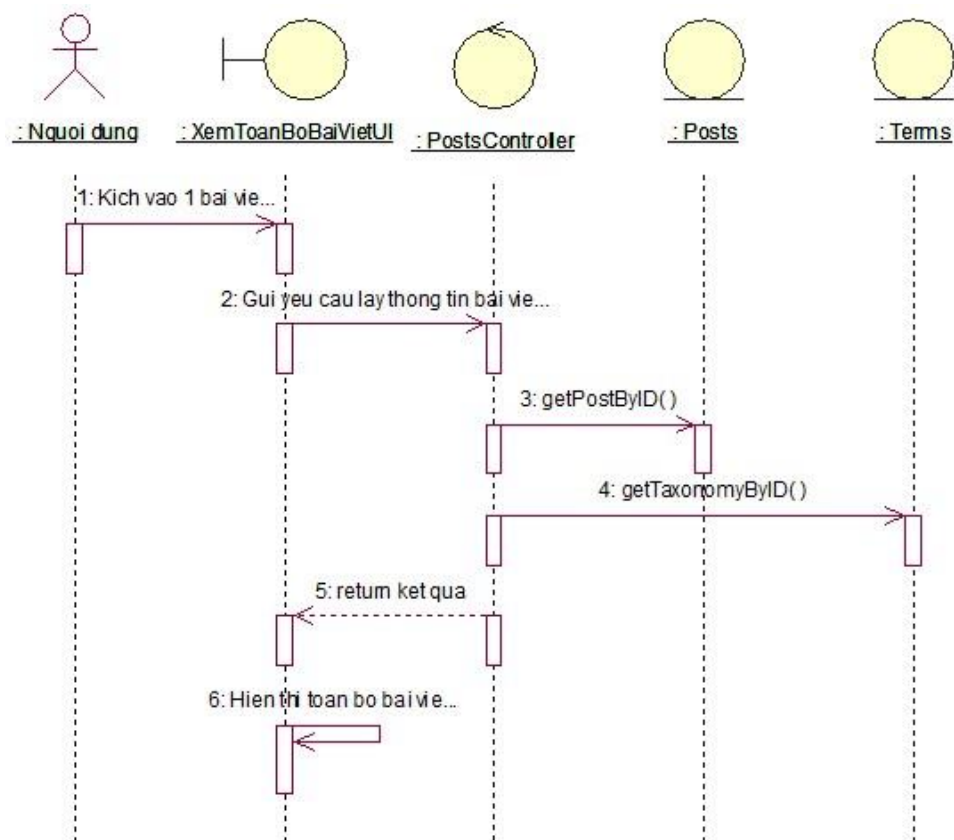 : Nguoi dung
: XemToanBoBaiVietUI
: PostsController
: Posts
: Terms
1: Kich vao 1 bai vie...
2: Gui yeu cau lay thong tin bai vie...
3: getPostByID( )
4: getTaxonomyByID( )
5: return ket qua
6: Hien thi toan bo bai vie...